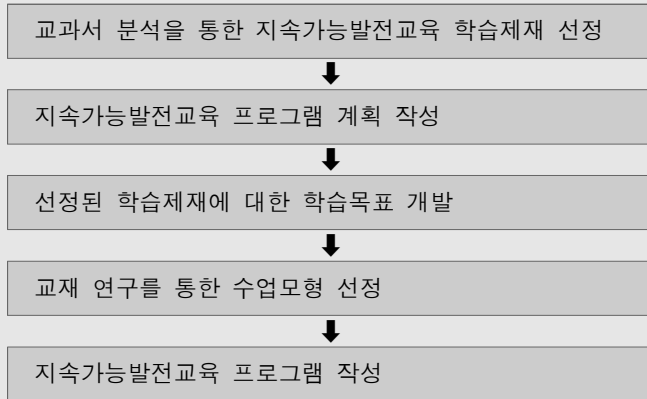 교과서 분석을 통한 지속가능발전교육 학습제재 선정
지속가능발전교육 프로그램 계획 작성
선정된 학습제재에 대한 학습목표 개발
교재 연구를 통한 수업모형 선정
지속가능발전교육 프로그램 작성